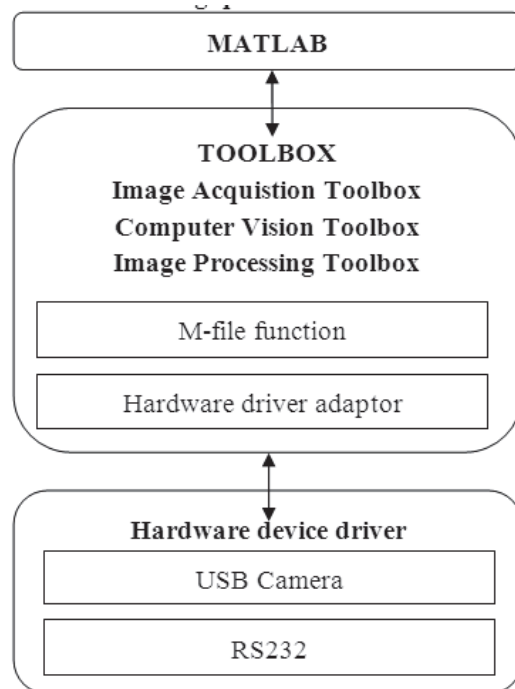 MATLAB
TOOLBOX
Image Acquistion Toolbox
Computer Vision Toolbox
Image Processing Toolbox
M-file function
Hardware driver adaptor
Hardware device driver
USB Camera
RS232